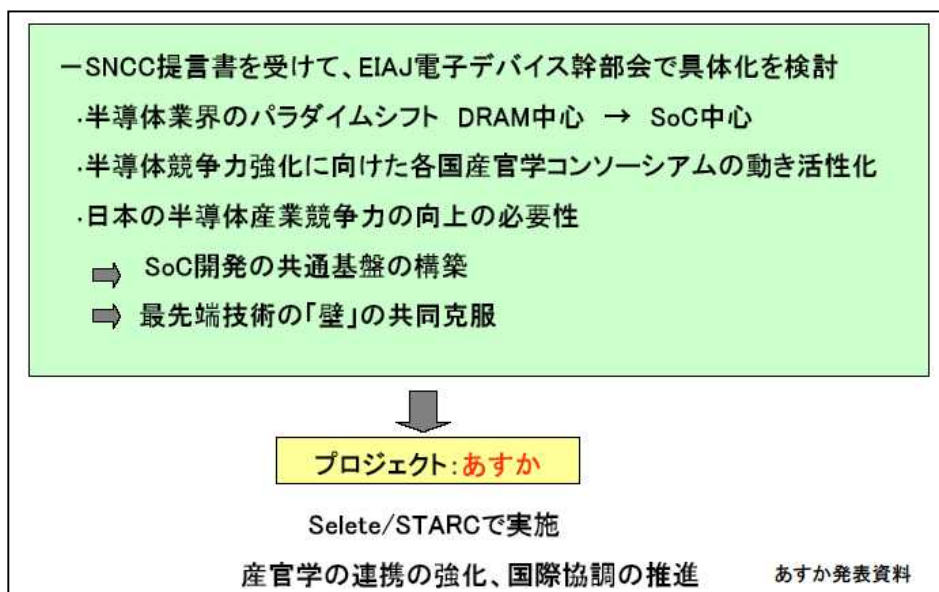 －SNCC提言書を受けて、EIAJ電子デバイス幹部会で具体化を検討
・半導体業界のパラダイムシフト DRAM中心 → SoC中心
・半導体競争力強化に向けた各国産官学コンソーシアムの動き活性化
・日本の半導体産業競争力の向上の必要性
SoC開発の共通基盤の構築
最先端技術の「壁」の共同克服
プロジェクト：あすか
Selete/STARCで実施
産官学の連携の強化、国際協調の推進
あすか発表資料